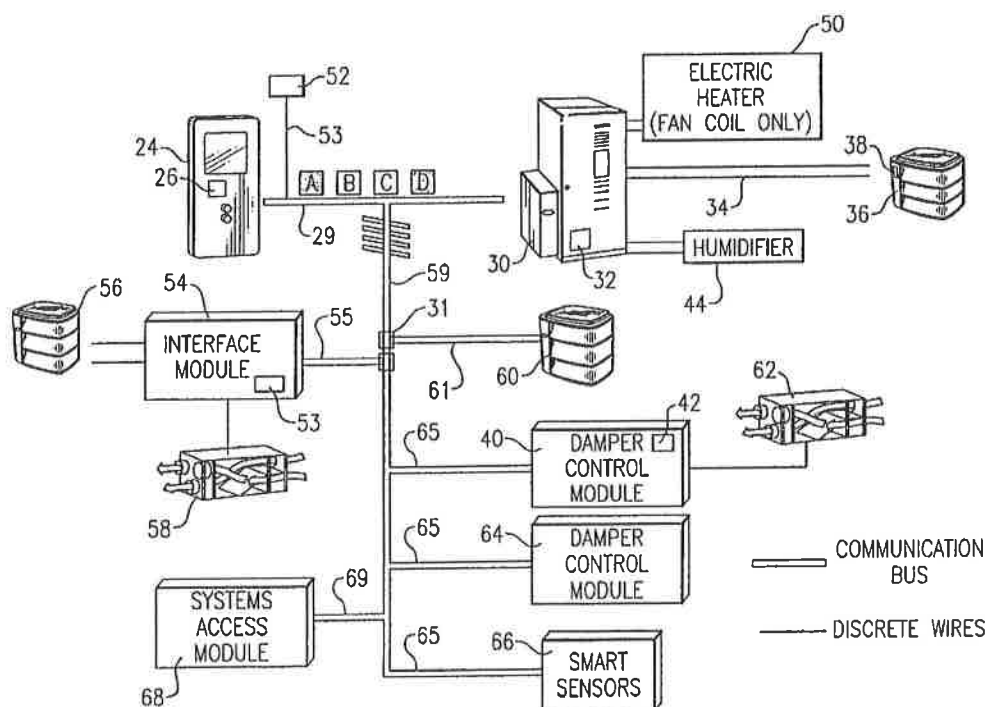 50
ELECTRIC
HEATER
(FAN COIL ONLY)
52
53
24
26
A B C D
29
38
34
36
30
32
HUMIDIFIER
44
59
56
54
55
31
INTERFACE
MODULE
53
61
60
62
58
65
40
DAMPER
CONTROL
MODULE
42
65
64
DAMPER
CONTROL
MODULE
COMMUNICATION
BUS
DISCRETE WIRES
69
SYSTEMS
ACCESS
MODULE
68
65
66
SMART
SENSORS